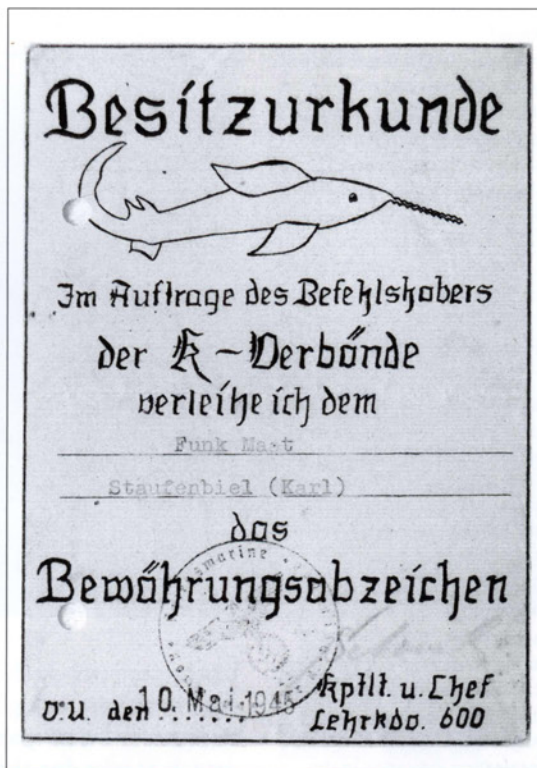 Besitzurkunde
Im Auftrage des Befehlshabers
der K-Verbände
verleihe ich dem
Funk Maat
Staufenbiel (Karl)
das
Bewährungsabzeichen
O.U. den 10. Mai 1945
Kptlt. u. Chef
Lehrkdo. 600